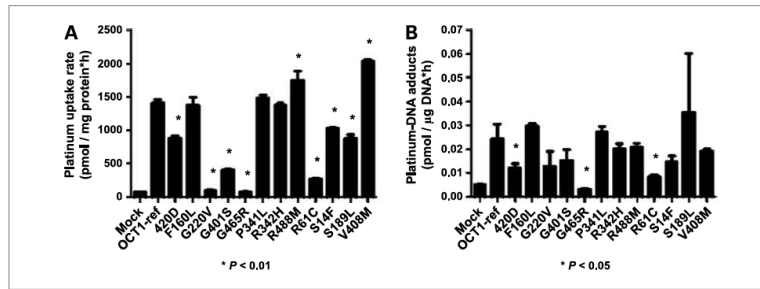 A
Platinum uptake rate
(pmol / mg protein*h)
2500
2000
1500
1000
500
0
* * * * * * * * *
Mock
OCT1-ref
420D
F160L
G220V
G401S
G465R
P341L
R342H
R488M
R61C
S14F
S189L
V408M
* P < 0.01
B
Platinum-DNA adducts
(pmol / µg DNA*h)
0,07
0,06
0,05
0,04
0,03
0,02
0,01
0,00
* * *
Mock
OCT1-ref
420D
F160L
G220V
G401S
G465R
P341L
R342H
R488M
R61C
S14F
S189L
V408M
* P < 0.05